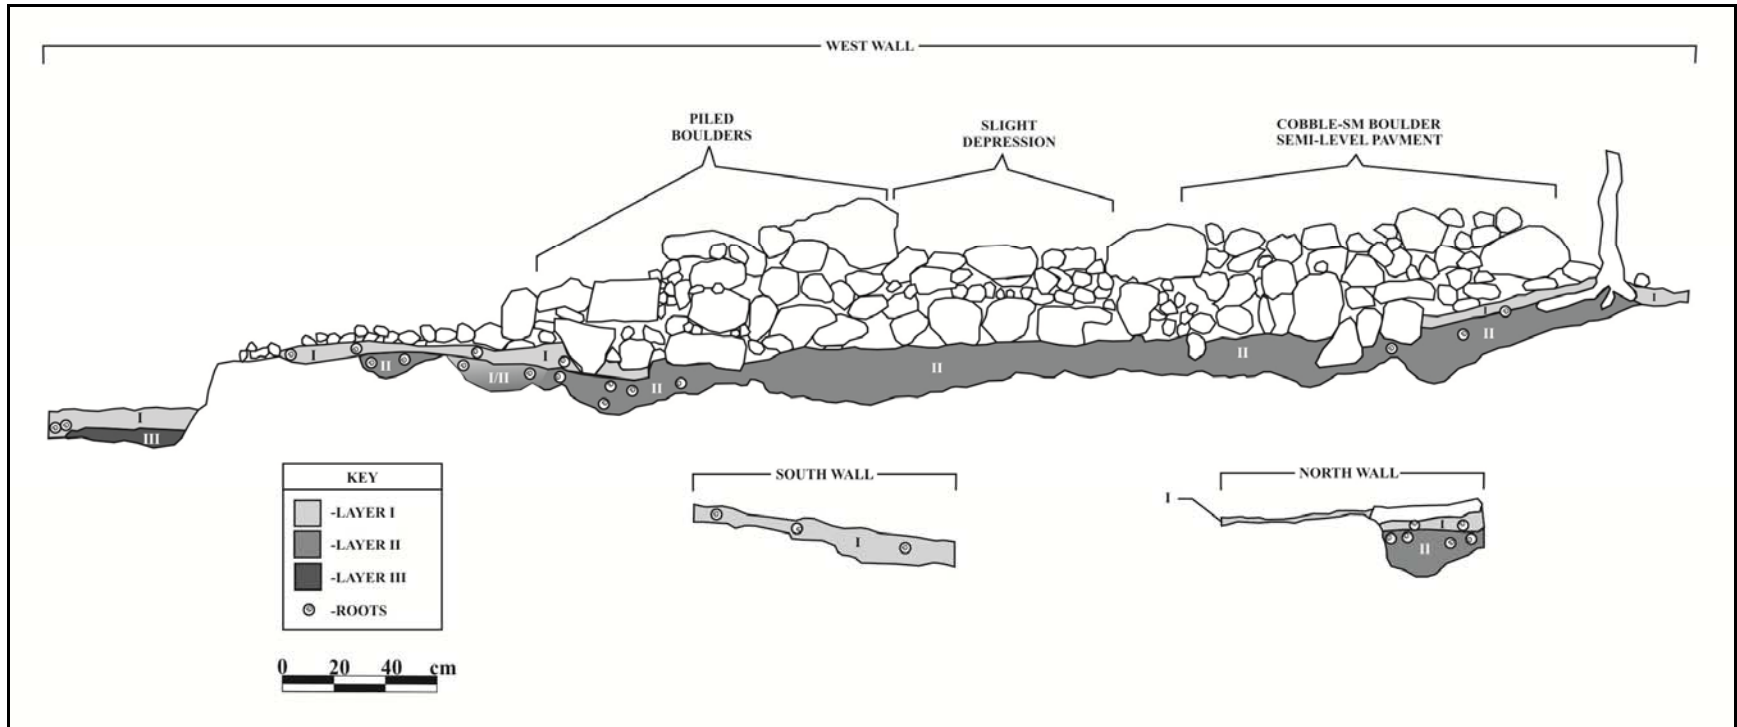 WEST WALL
PILED
BOULDERS
SLIGHT
DEPRESSION
COBBLE-SM BOULDER
SEMI-LEVEL PAVMENT
I
I
II
I
II
I/II
II
II
II
I
II
I
III
KEY
-LAYER I
-LAYER II
-LAYER III
-ROOTS
0 20 40 cm
SOUTH WALL
I
NORTH WALL
I
I
II